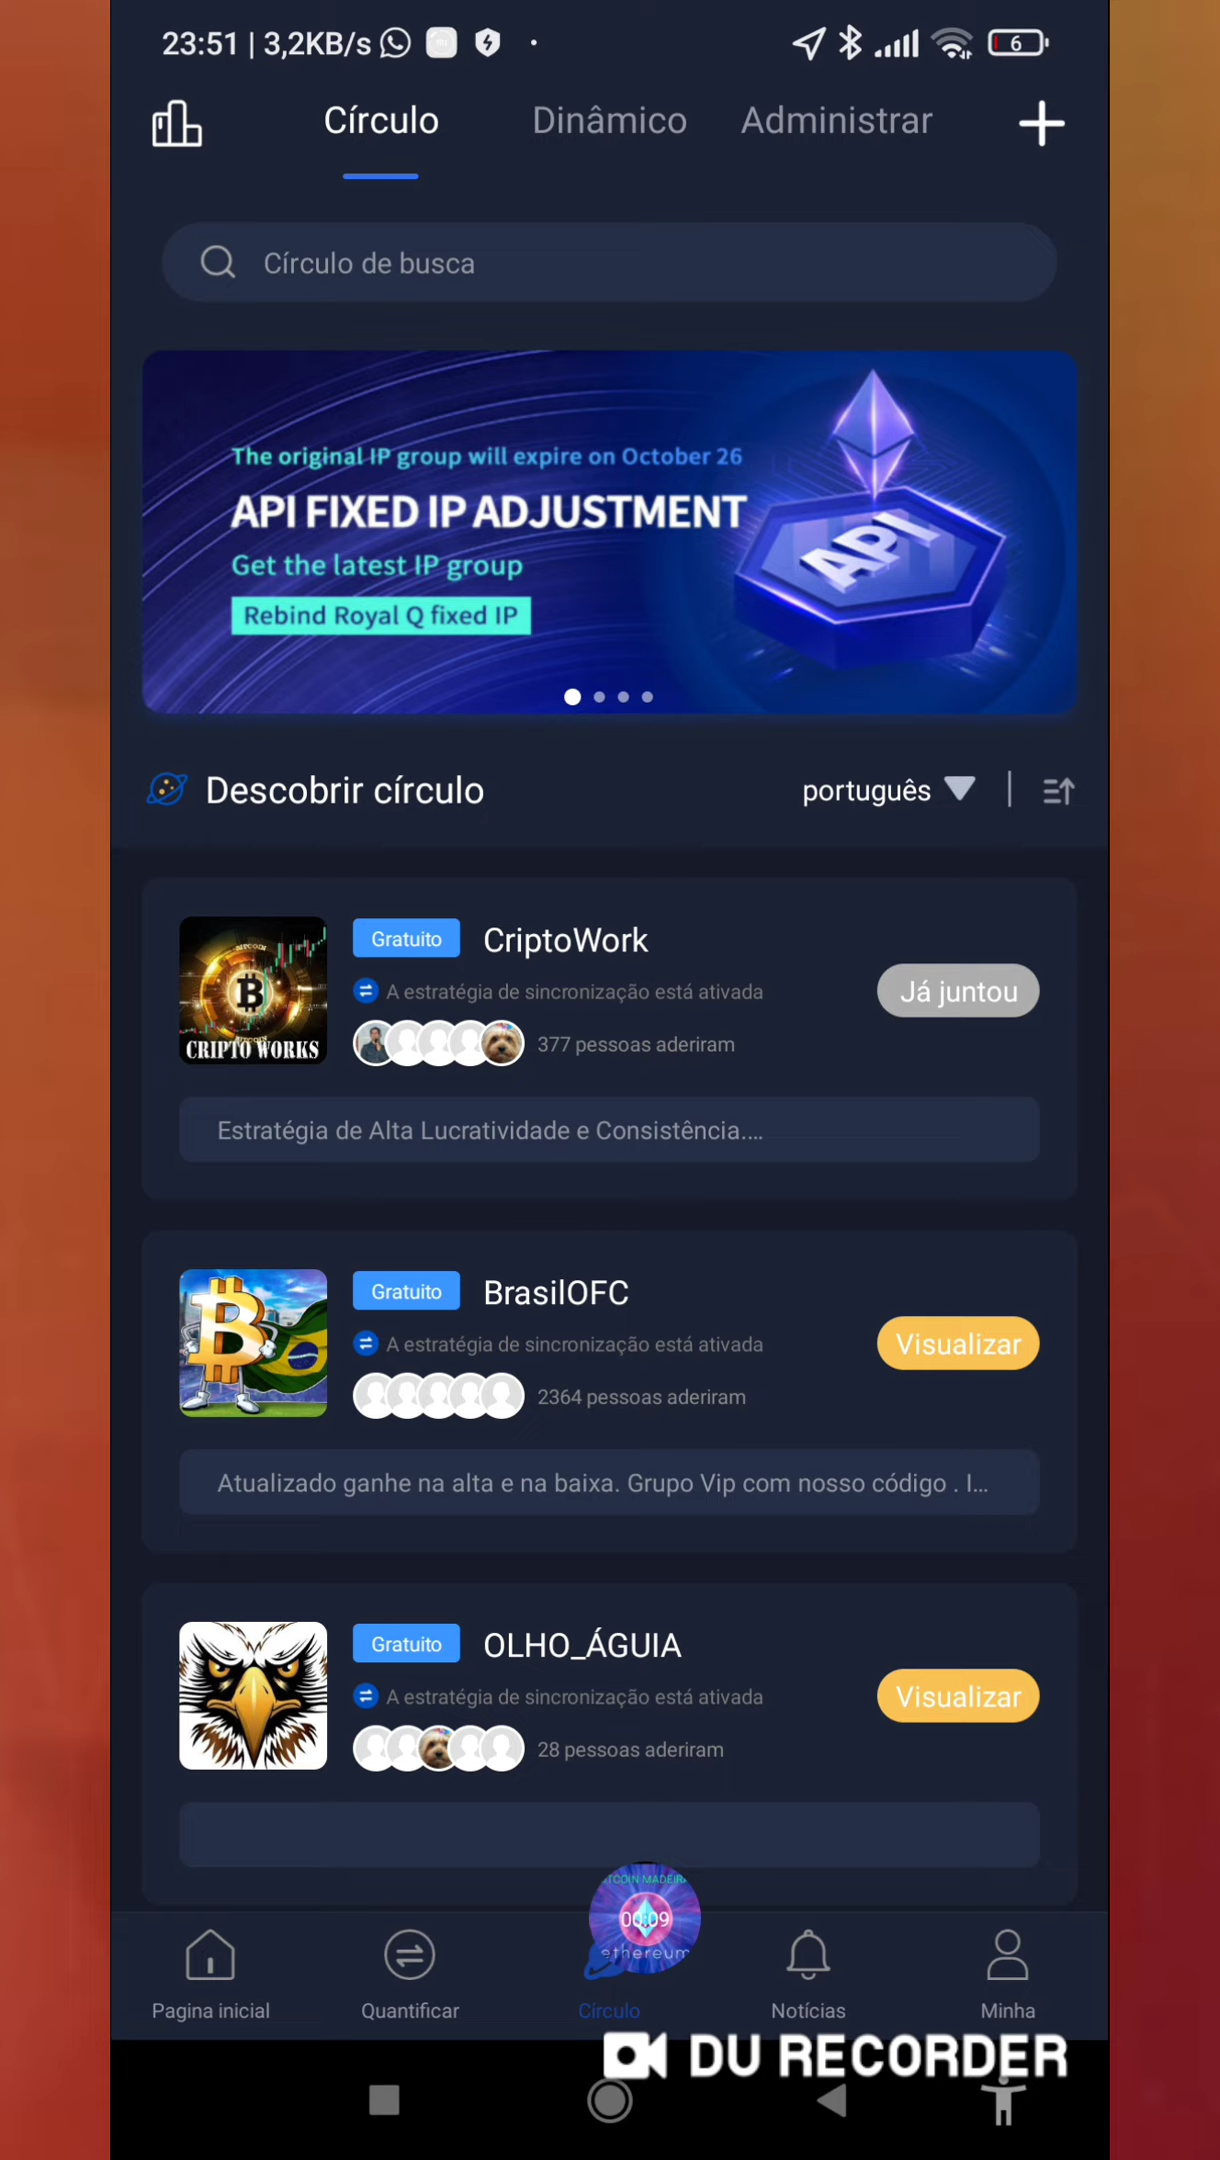 23:51 | 3,2KB/s
6
Círculo
Dinâmico
Administrar
Círculo de busca
The original IP group will expire on October 26
API FIXED IP ADJUSTMENT
Get the latest IP group
Rebind Royal Q fixed IP
API
Descobrir círculo
português
Gratuito
CriptoWork
A estratégia de sincronização está ativada
Já juntou
377 pessoas aderiram
BITCOIN
CRIPTO WORKS
Estratégia de Alta Lucratividade e Consistência....
Gratuito
BrasilOFC
A estratégia de sincronização está ativada
Visualizar
2364 pessoas aderiram
Atualizado ganhe na alta e na baixa. Grupo Vip com nosso código . I...
Gratuito
OLHO_ÁGUIA
A estratégia de sincronização está ativada
Visualizar
28 pessoas aderiram
00:09
ethereum
Pagina inicial
Quantificar
Círculo
Notícias
Minha
DU RECORDER